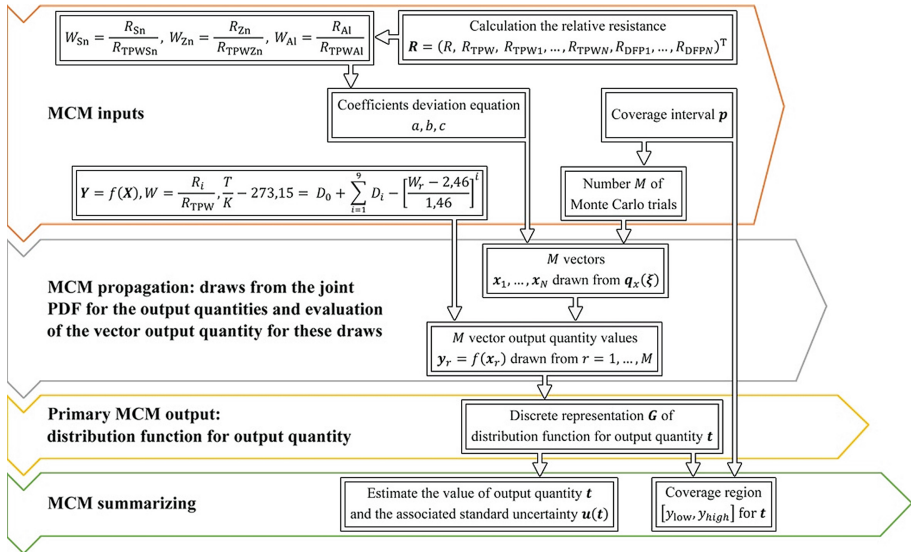 W_Sn = R_Sn / R_TPWSn, W_Zn = R_Zn / R_TPWZn, W_Al = R_Al / R_TPWAl
Calculation the relative resistance
R = (R, R_TPW, R_TPW1, … , R_TPWN, R_DFP1, … , R_DFPN)^T
MCM inputs
Coefficients deviation equation
a, b, c
Coverage interval p
Y = f(X), W = R_i / R_TPW, T / K − 273,15 = D_0 + ∑_{i=1}^{9} D_i − [W_r − 2,46 / 1,46]^i
Number M of
Monte Carlo trials
MCM propagation: draws from the joint
PDF for the output quantities and evaluation
of the vector output quantity for these draws
M vectors
x_1, … , x_N drawn from q_x(ξ)
M vector output quantity values
y_r = f(x_r) drawn from r = 1, … , M
Primary MCM output:
distribution function for output quantity
Discrete representation G of
distribution function for output quantity t
MCM summarizing
Estimate the value of output quantity t
and the associated standard uncertainty u(t)
Coverage region
[y_low, y_high] for t